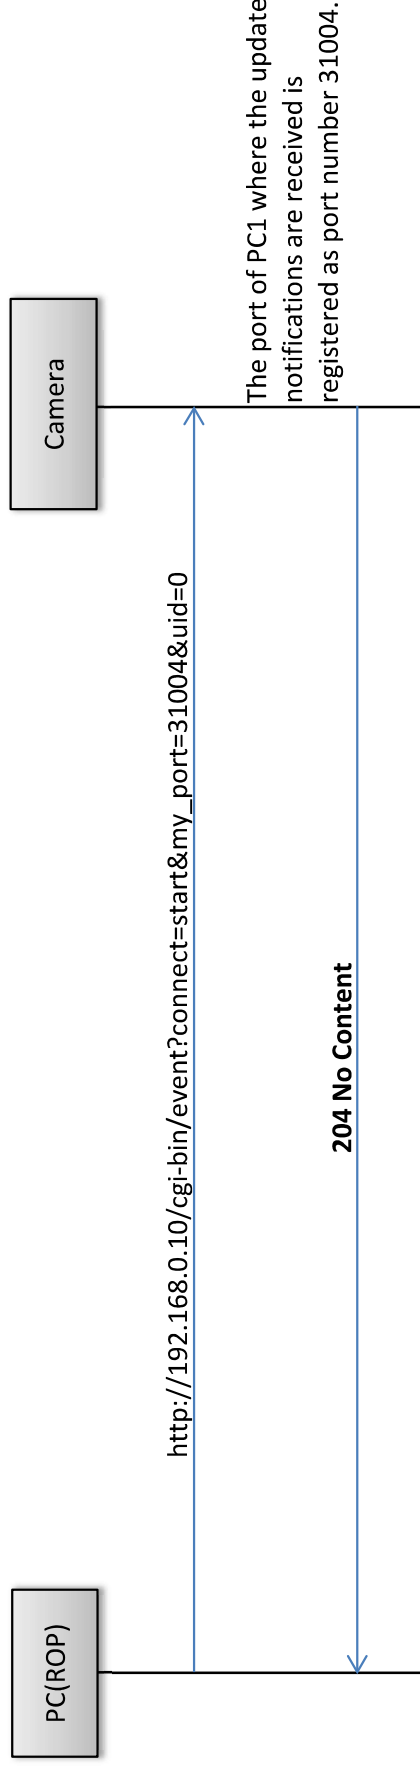 PC(ROP)
Camera
http://192.168.0.10/cgi-bin/event?connect=start&my_port=31004&uid=0
The port of PC1 where the update
notifications are received is
registered as port number 31004.
204 No Content